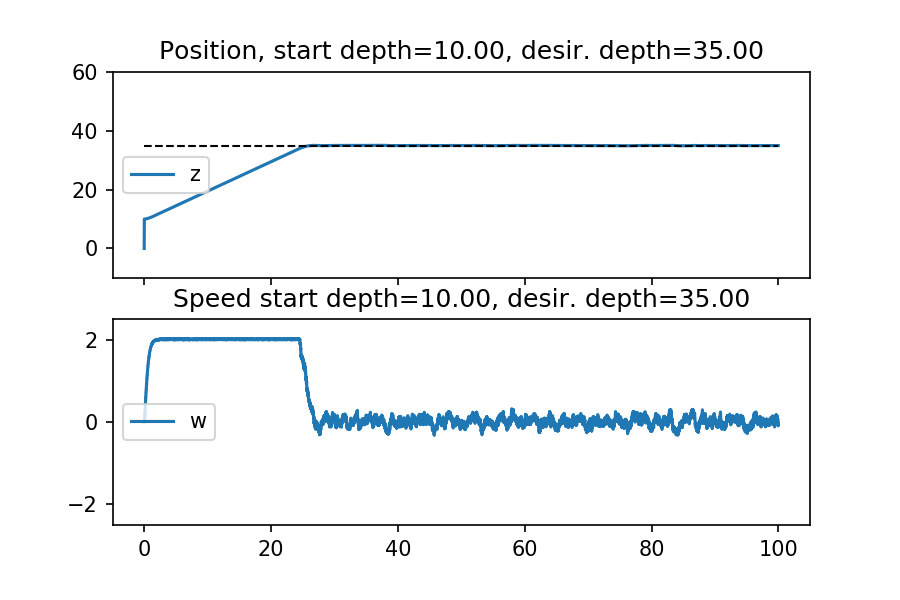 Position, start depth=10.00, desir. depth=35.00
60
40
20
0
z
Speed start depth=10.00, desir. depth=35.00
2
0
−2
w
0 20 40 60 80 100